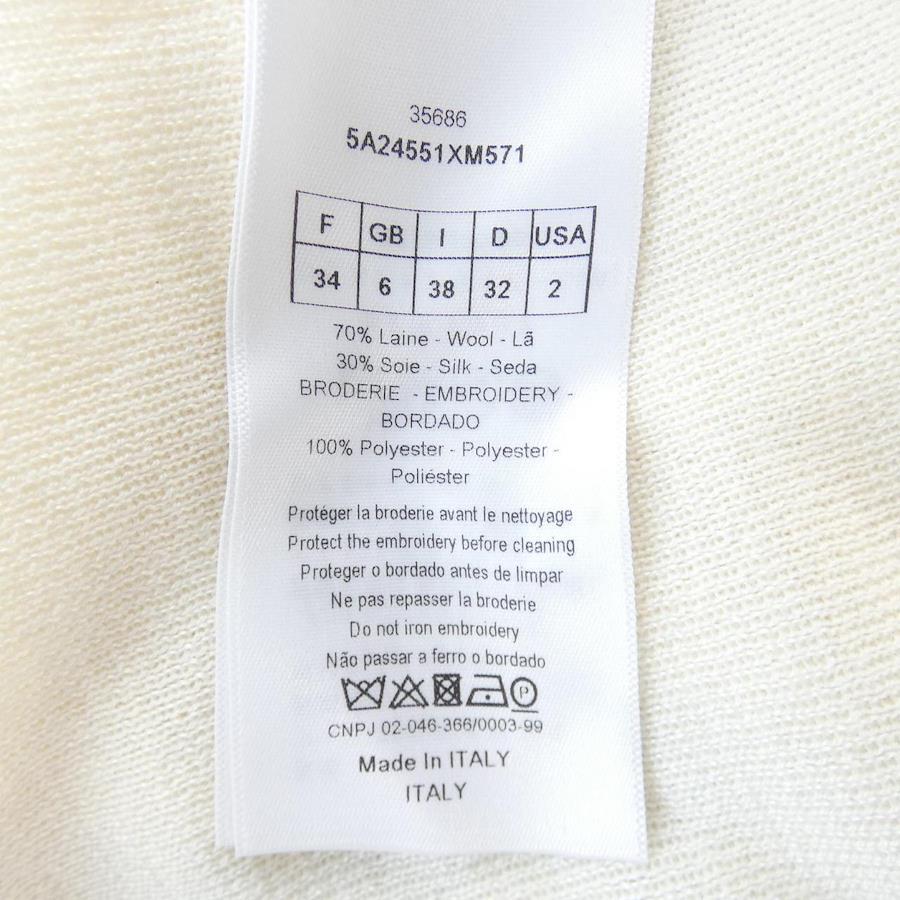 35686
5A24551XM571
F GB I D USA
34 6 38 32 2
70% Laine - Wool - Lã
30% Soie - Silk - Seda
BRODERIE - EMBROIDERY -
BORDADO
100% Polyester - Polyester -
Poliéster
Protéger la broderie avant le nettoyage
Protect the embroidery before cleaning
Proteger o bordado antes de limpar
Ne pas repasser la broderie
Do not iron embroidery
Não passar a ferro o bordado
P
CNPJ 02-046-366/0003-99
Made In ITALY
ITALY